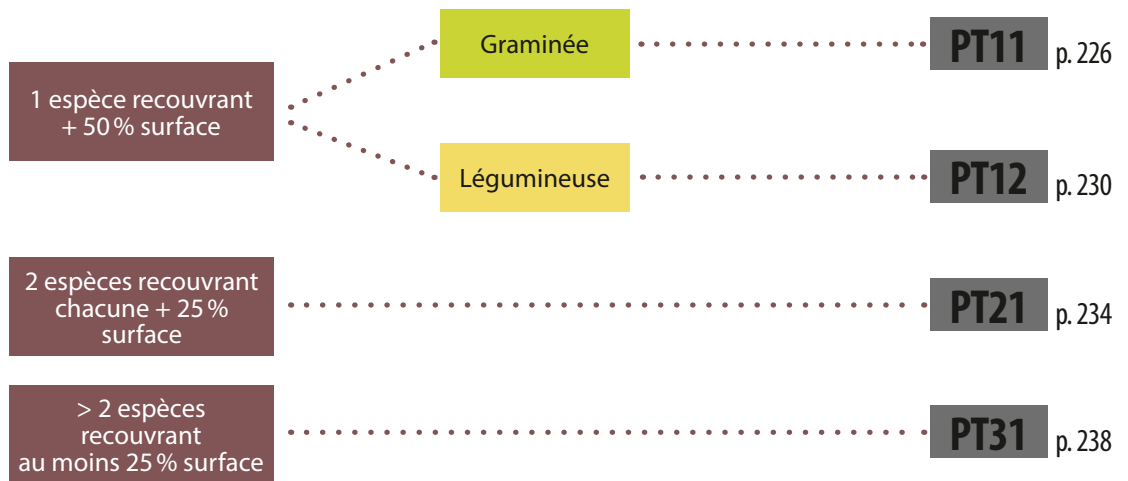 1 espèce recouvrant
+ 50 % surface
Graminée
PT11 p. 226
Légumineuse
PT12 p. 230
2 espèces recouvrant
chacune + 25 %
surface
PT21 p. 234
> 2 espèces
recouvrant
au moins 25 % surface
PT31 p. 238